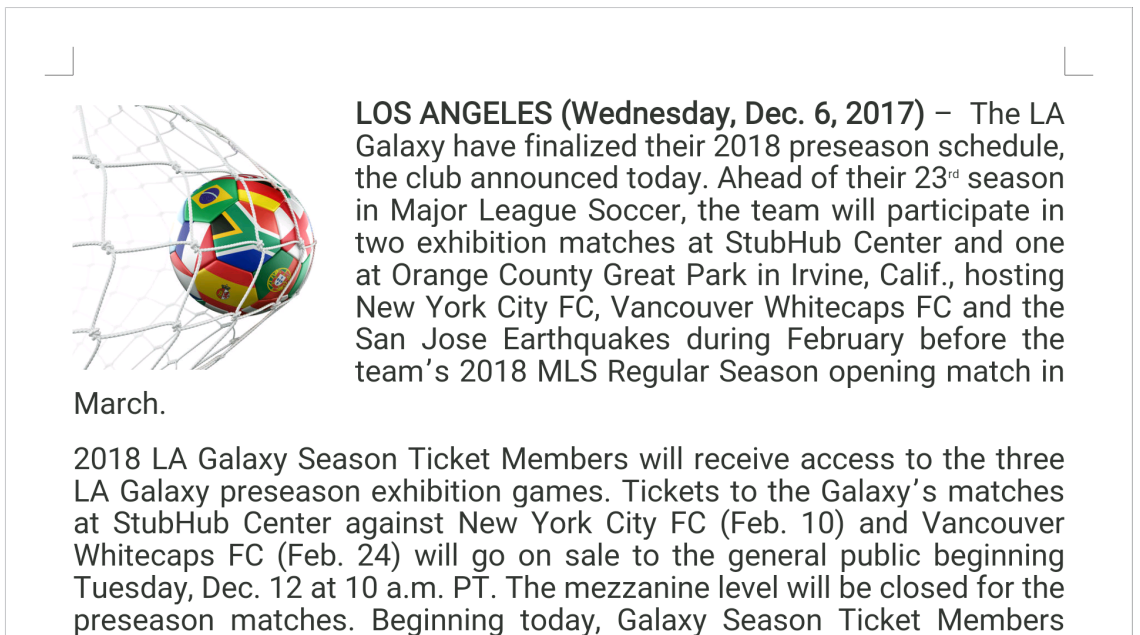 LOS ANGELES (Wednesday, Dec. 6, 2017) – The LA
Galaxy have finalized their 2018 preseason schedule,
the club announced today. Ahead of their 23rd season
in Major League Soccer, the team will participate in
two exhibition matches at StubHub Center and one
at Orange County Great Park in Irvine, Calif., hosting
New York City FC, Vancouver Whitecaps FC and the
San Jose Earthquakes during February before the
team’s 2018 MLS Regular Season opening match in
March.
2018 LA Galaxy Season Ticket Members will receive access to the three
LA Galaxy preseason exhibition games. Tickets to the Galaxy’s matches
at StubHub Center against New York City FC (Feb. 10) and Vancouver
Whitecaps FC (Feb. 24) will go on sale to the general public beginning
Tuesday, Dec. 12 at 10 a.m. PT. The mezzanine level will be closed for the
preseason matches. Beginning today, Galaxy Season Ticket Members